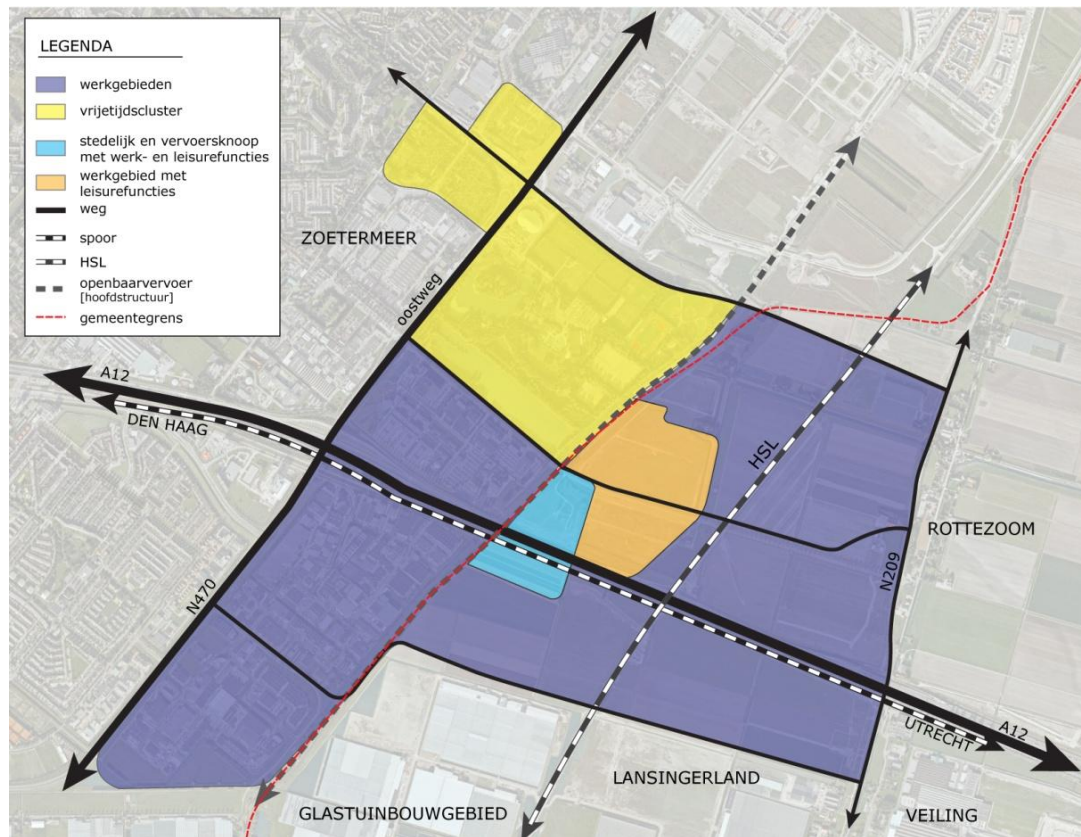 LEGENDA
werkgebieden
vrijetijdscluster
stedelijk en vervoersknoop
met werk- en leisurefuncties
werkgebied met
leisurefuncties
weg
spoor
HSL
openbaarvervoer
[hoofdstructuur]
gemeentegrens
ZOETERMEER
oostweg
A12
DEN HAAG
HSL
ROTTEZOOM
N209
N470
A12
UTRECHT
LANSINGERLAND
GLASTUINBOUWGEBIED
VEILING